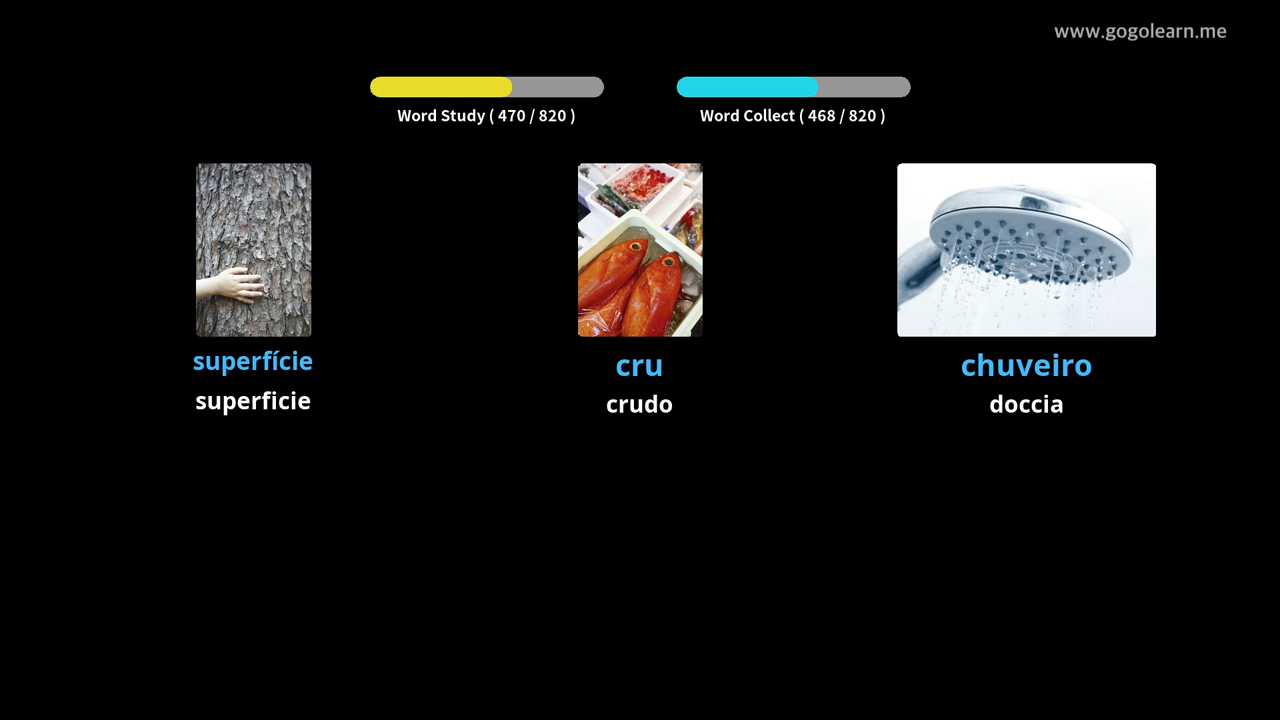 www.gogolearn.me
Word Study ( 470 / 820 )
Word Collect ( 468 / 820 )
superfície
superficie
cru
crudo
chuveiro
doccia